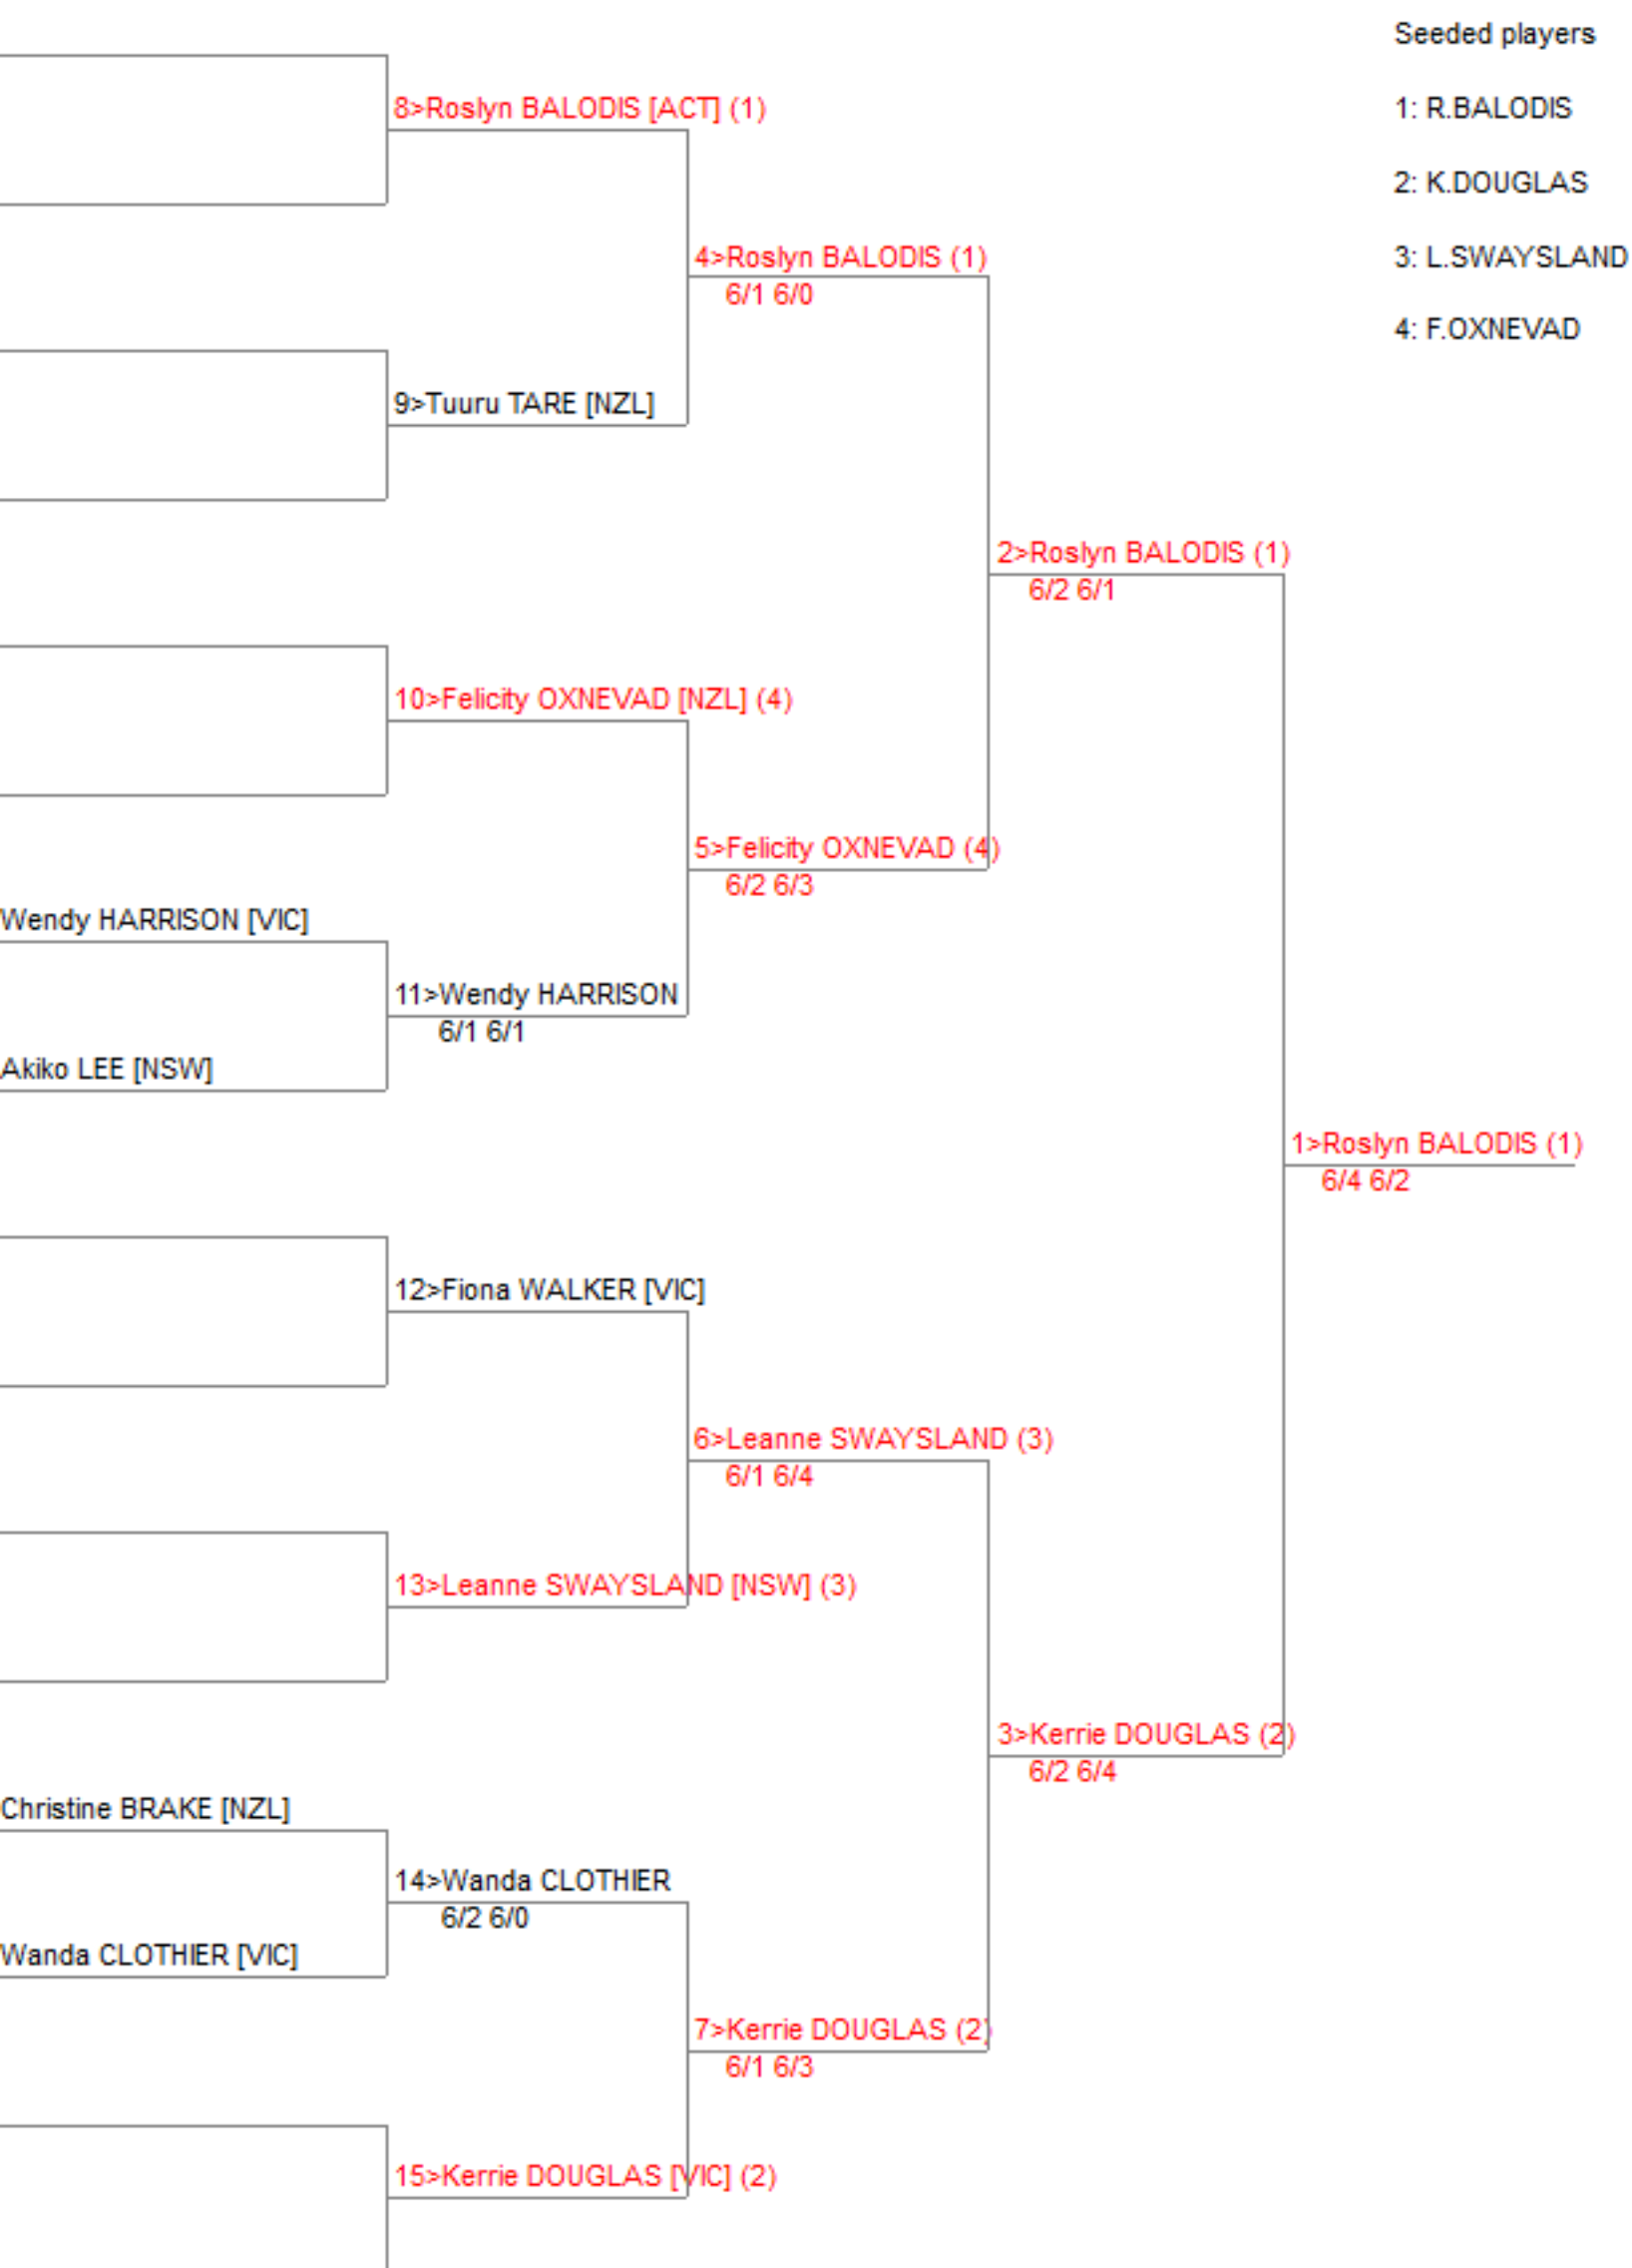 Seeded players
8>Roslyn BALODIS [ACT] (1)
1: R.BALODIS
2: K.DOUGLAS
4>Roslyn BALODIS (1)
3: L.SWAYSLAND
6/1 6/0
4: F.OXNEVAD
9>Tuuru TARE [NZL]
2>Roslyn BALODIS (1)
6/2 6/1
10>Felicity OXNEVAD [NZL] (4)
5>Felicity OXNEVAD (4)
6/2 6/3
Wendy HARRISON [VIC]
11>Wendy HARRISON
6/1 6/1
Akiko LEE [NSW]
1>Roslyn BALODIS (1)
6/4 6/2
12>Fiona WALKER [VIC]
6>Leanne SWAYSLAND (3)
6/1 6/4
13>Leanne SWAYSLAND [NSW] (3)
3>Kerrie DOUGLAS (2)
6/2 6/4
Christine BRAKE [NZL]
14>Wanda CLOTHIER
6/2 6/0
Wanda CLOTHIER [VIC]
7>Kerrie DOUGLAS (2)
6/1 6/3
15>Kerrie DOUGLAS [VIC] (2)